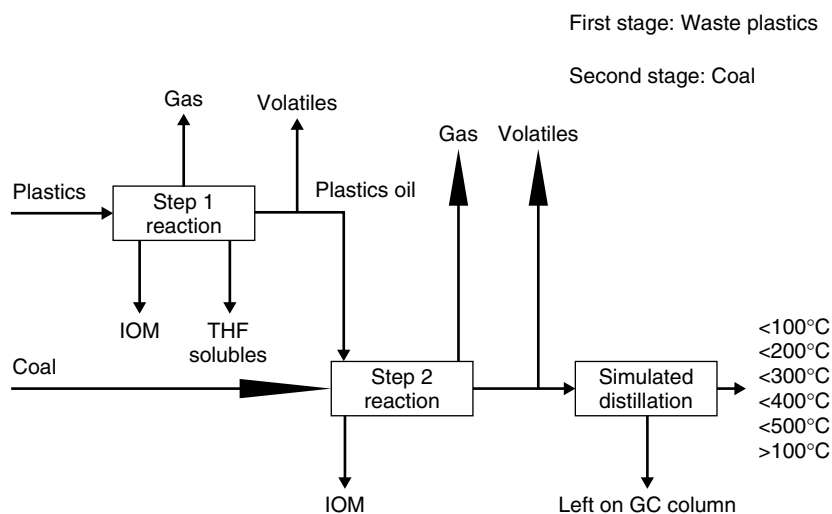 First stage: Waste plastics
Second stage: Coal
Gas
Volatiles
Gas
Volatiles
Plastics
Step 1
reaction
Plastics oil
IOM
THF
solubles
Coal
Step 2
reaction
Simulated
distillation
<100°C
<200°C
<300°C
<400°C
<500°C
>100°C
IOM
Left on GC column